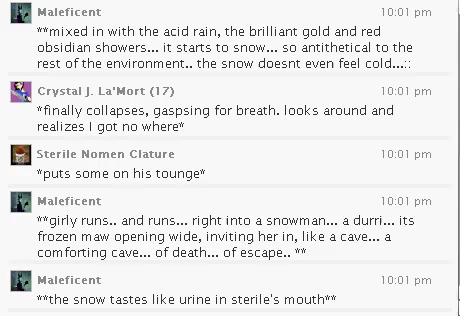 Maleficent 10:01 pm
**mixed in with the acid rain, the brilliant gold and red
obsidian showers... it starts to snow... so antithetical to the
rest of the environment.. the snow doesnt even feel cold...::
Crystal J. La'Mort (17) 10:01 pm
*finally collapses, gaspsing for breath. looks around and
realizes I got no where*
Sterile Nomen Clature 10:01 pm
*puts some on his tounge*
Maleficent 10:01 pm
**girly runs.. and runs... right into a snowman... a durri... its
frozen maw opening wide, inviting her in, like a cave... a
comforting cave... of death... of escape.. **
Maleficent 10:01 pm
**the snow tastes like urine in sterile's mouth**